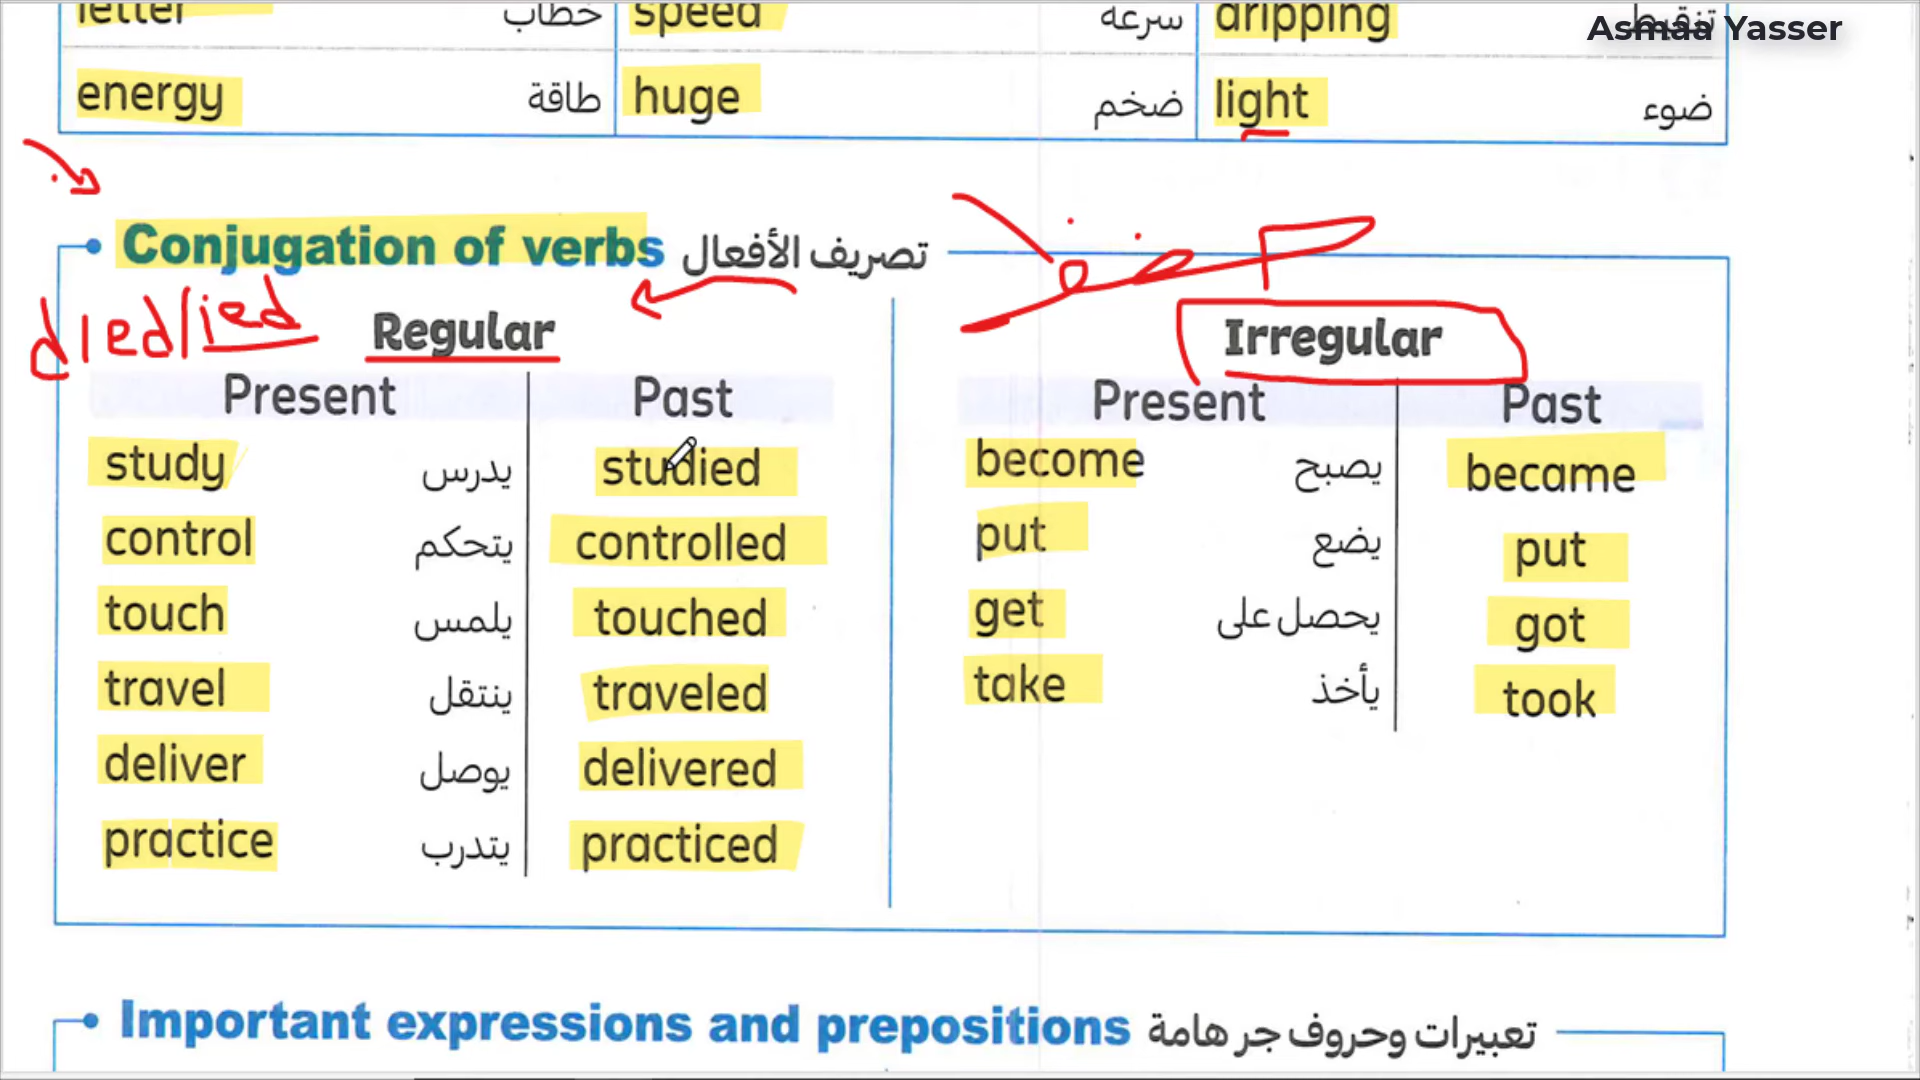 letter خطاب speed سرعة dripping تنقيط
Asmaa Yasser
energy طاقة huge ضخم light ضوء
Conjugation of verbs تصريف الأفعال
d/ed/ied
Regular Irregular
Present Past Present Past
study يدرس studied become يصبح became
control يتحكم controlled put يضع put
touch يلمس touched get يحصل على got
travel ينتقل traveled take يأخذ took
deliver يوصل delivered
practice يتدرب practiced
Important expressions and prepositions تعبيرات وحروف جر هامة